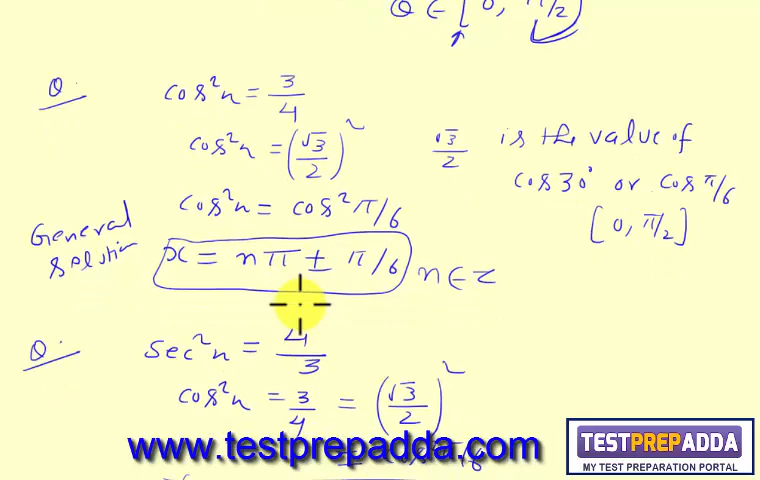 θ ∈ [0, π/2)
Q. cos²x = 3/4
cos²x = (√3/2)²
√3/2 is the value of
cos 30° or cos π/6
[0, π/2]
cos²x = cos² π/6
General
solution
x = nπ ± π/6 n ∈ z
Q. sec²x = 4/3
cos²x = 3/4 = (√3/2)²
www.testprepadda.com
TESTPREPADDA
MY TEST PREPARATION PORTAL